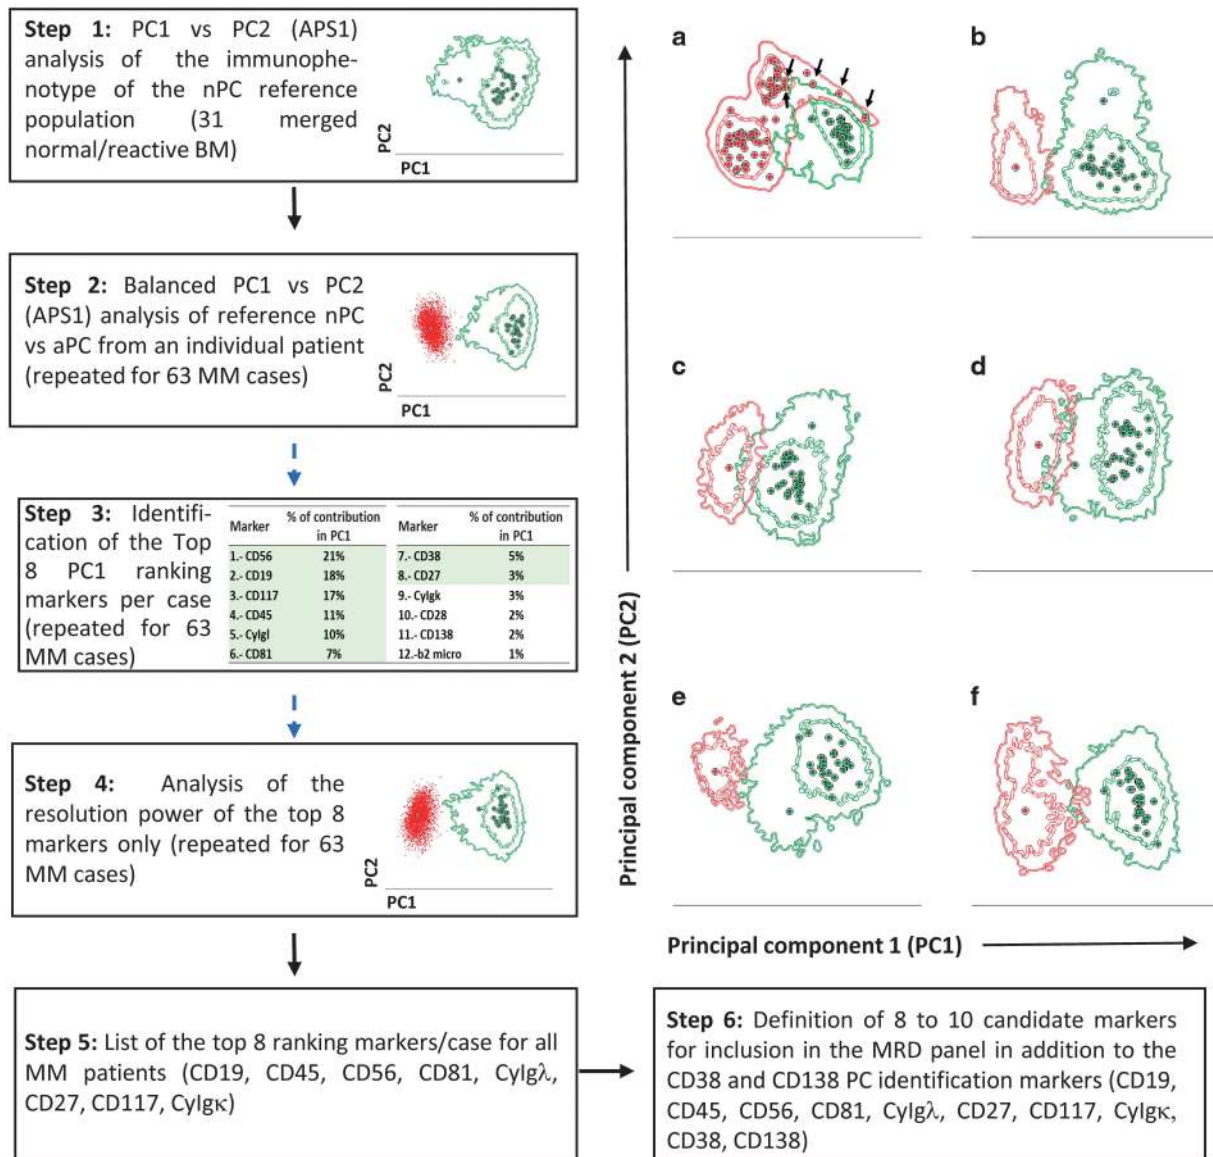 Step 1: PC1 vs PC2 (APS1)
analysis of the immunophe-
notype of the nPC reference
population (31 merged
normal/reactive BM)
PC2
PC1
Step 2: Balanced PC1 vs PC2
(APS1) analysis of reference nPC
vs aPC from an individual patient
(repeated for 63 MM cases)
PC2
PC1
Step 3: Identifi-
cation of the Top
8 PC1 ranking
markers per case
(repeated for 63
MM cases)
Marker % of contribution in PC1 Marker % of contribution in PC1
1.- CD56 21% 7.- CD38 5%
2.- CD19 18% 8.- CD27 3%
3.- CD117 17% 9.- CyIgk 3%
4.- CD45 11% 10.- CD28 2%
5.- CyIgl 10% 11.- CD138 2%
6.- CD81 7% 12.-b2 micro 1%
Step 4: Analysis of the
resolution power of the top 8
markers only (repeated for 63
MM cases)
PC2
PC1
Step 5: List of the top 8 ranking markers/case for all
MM patients (CD19, CD45, CD56, CD81, CyIgλ,
CD27, CD117, CyIgκ)
a
b
c
d
e
f
Principal component 2 (PC2)
Principal component 1 (PC1)
Step 6: Definition of 8 to 10 candidate markers
for inclusion in the MRD panel in addition to the
CD38 and CD138 PC identification markers (CD19,
CD45, CD56, CD81, CyIgλ, CD27, CD117, CyIgκ,
CD38, CD138)